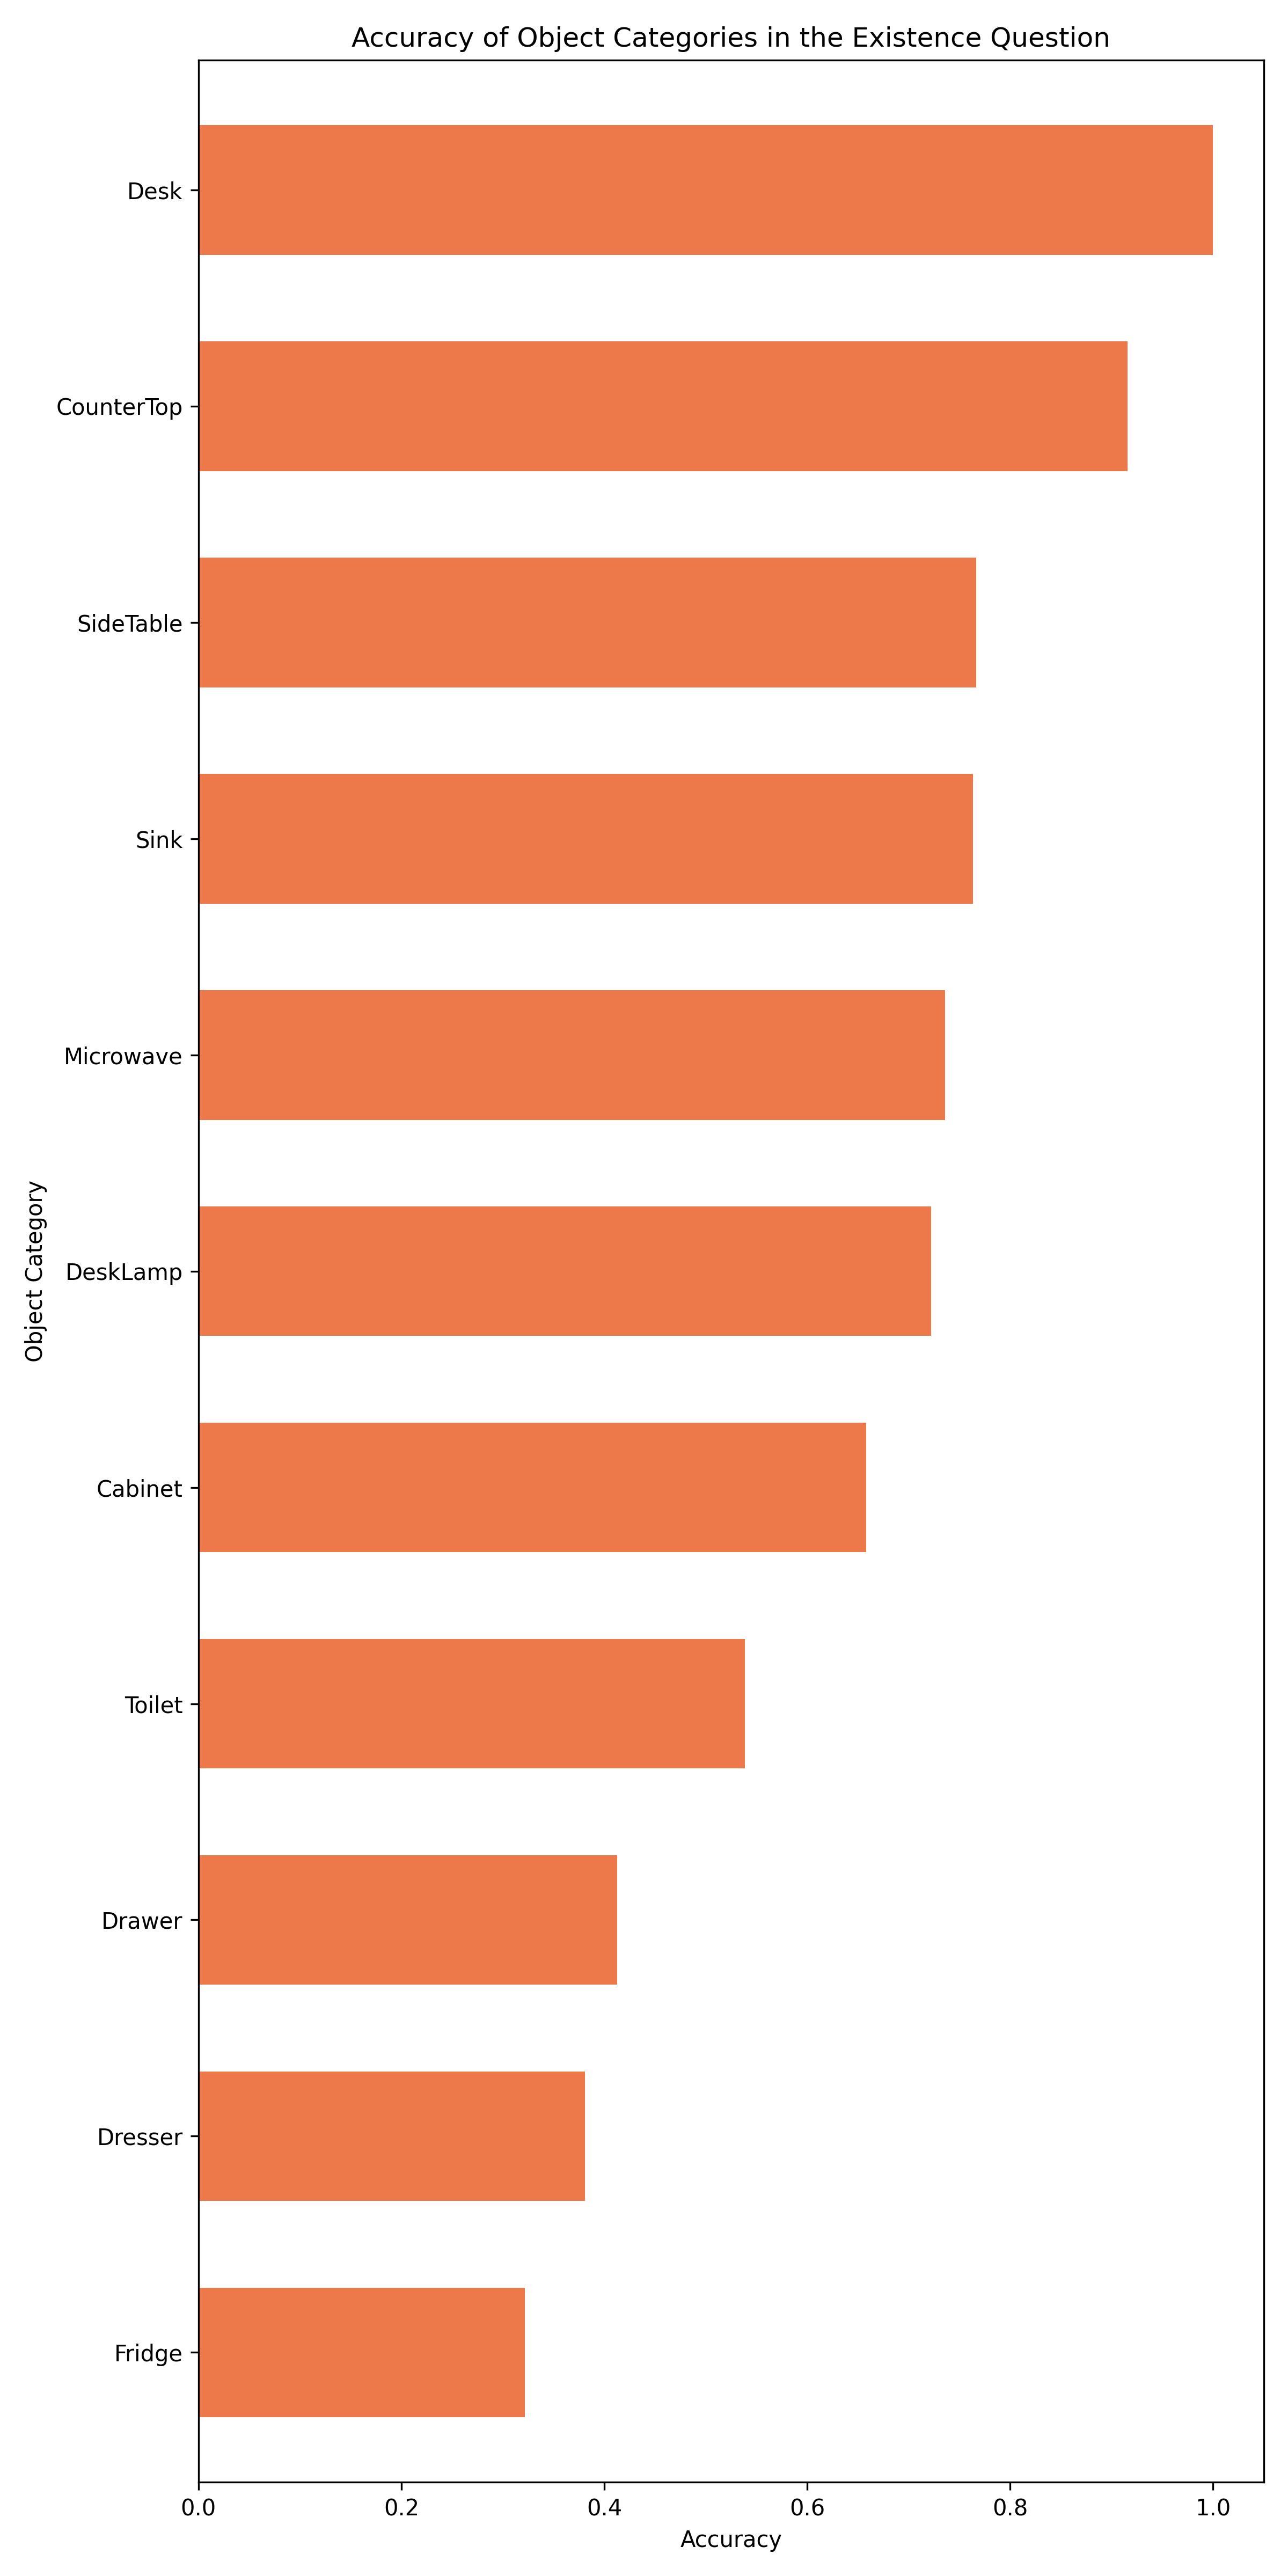 Accuracy of Object Categories in the Existence Question
Desk
CounterTop
SideTable
Sink
Microwave
DeskLamp
Cabinet
Toilet
Drawer
Dresser
Fridge
Object Category
0.0 0.2 0.4 0.6 0.8 1.0
Accuracy